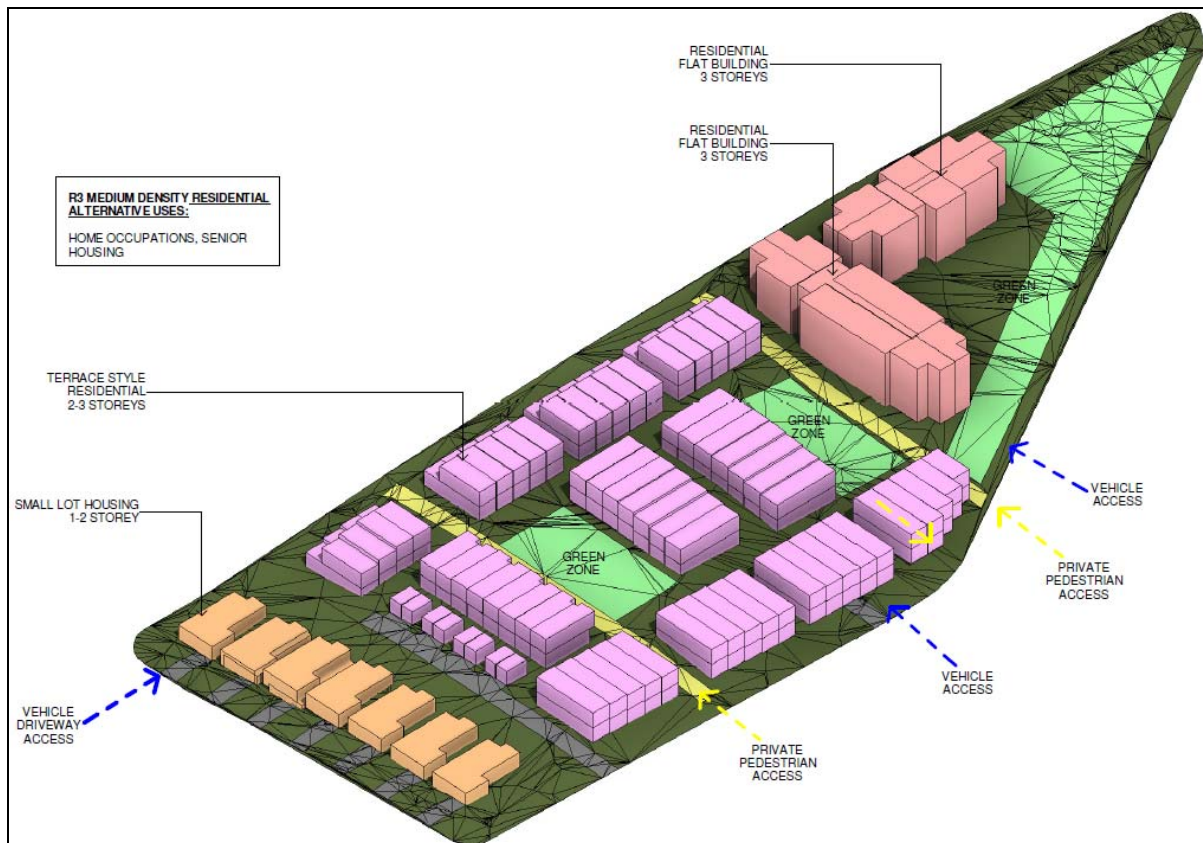 RESIDENTIAL
FLAT BUILDING
3 STOREYS
RESIDENTIAL
FLAT BUILDING
3 STOREYS
R3 MEDIUM DENSITY RESIDENTIAL
ALTERNATIVE USES:
HOME OCCUPATIONS, SENIOR
HOUSING
GREEN
ZONE
TERRACE STYLE
RESIDENTIAL
2-3 STOREYS
GREEN
ZONE
SMALL LOT HOUSING
1-2 STOREY
VEHICLE
ACCESS
GREEN
ZONE
PRIVATE
PEDESTRIAN
ACCESS
VEHICLE
ACCESS
VEHICLE
DRIVEWAY
ACCESS
PRIVATE
PEDESTRIAN
ACCESS